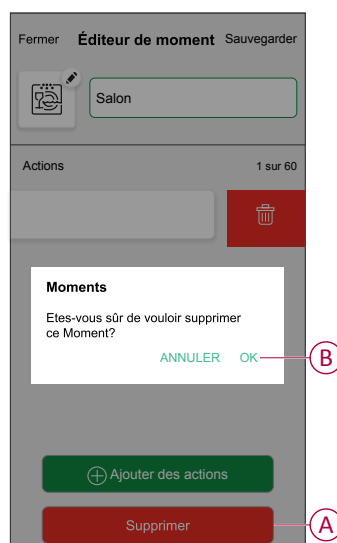 Fermer Éditeur de moment Sauvegarder
Salon
Actions 1 sur 60
Moments
Etes-vous sûr de vouloir supprimer
ce Moment?
ANNULER OK
B
Ajouter des actions
Supprimer
A